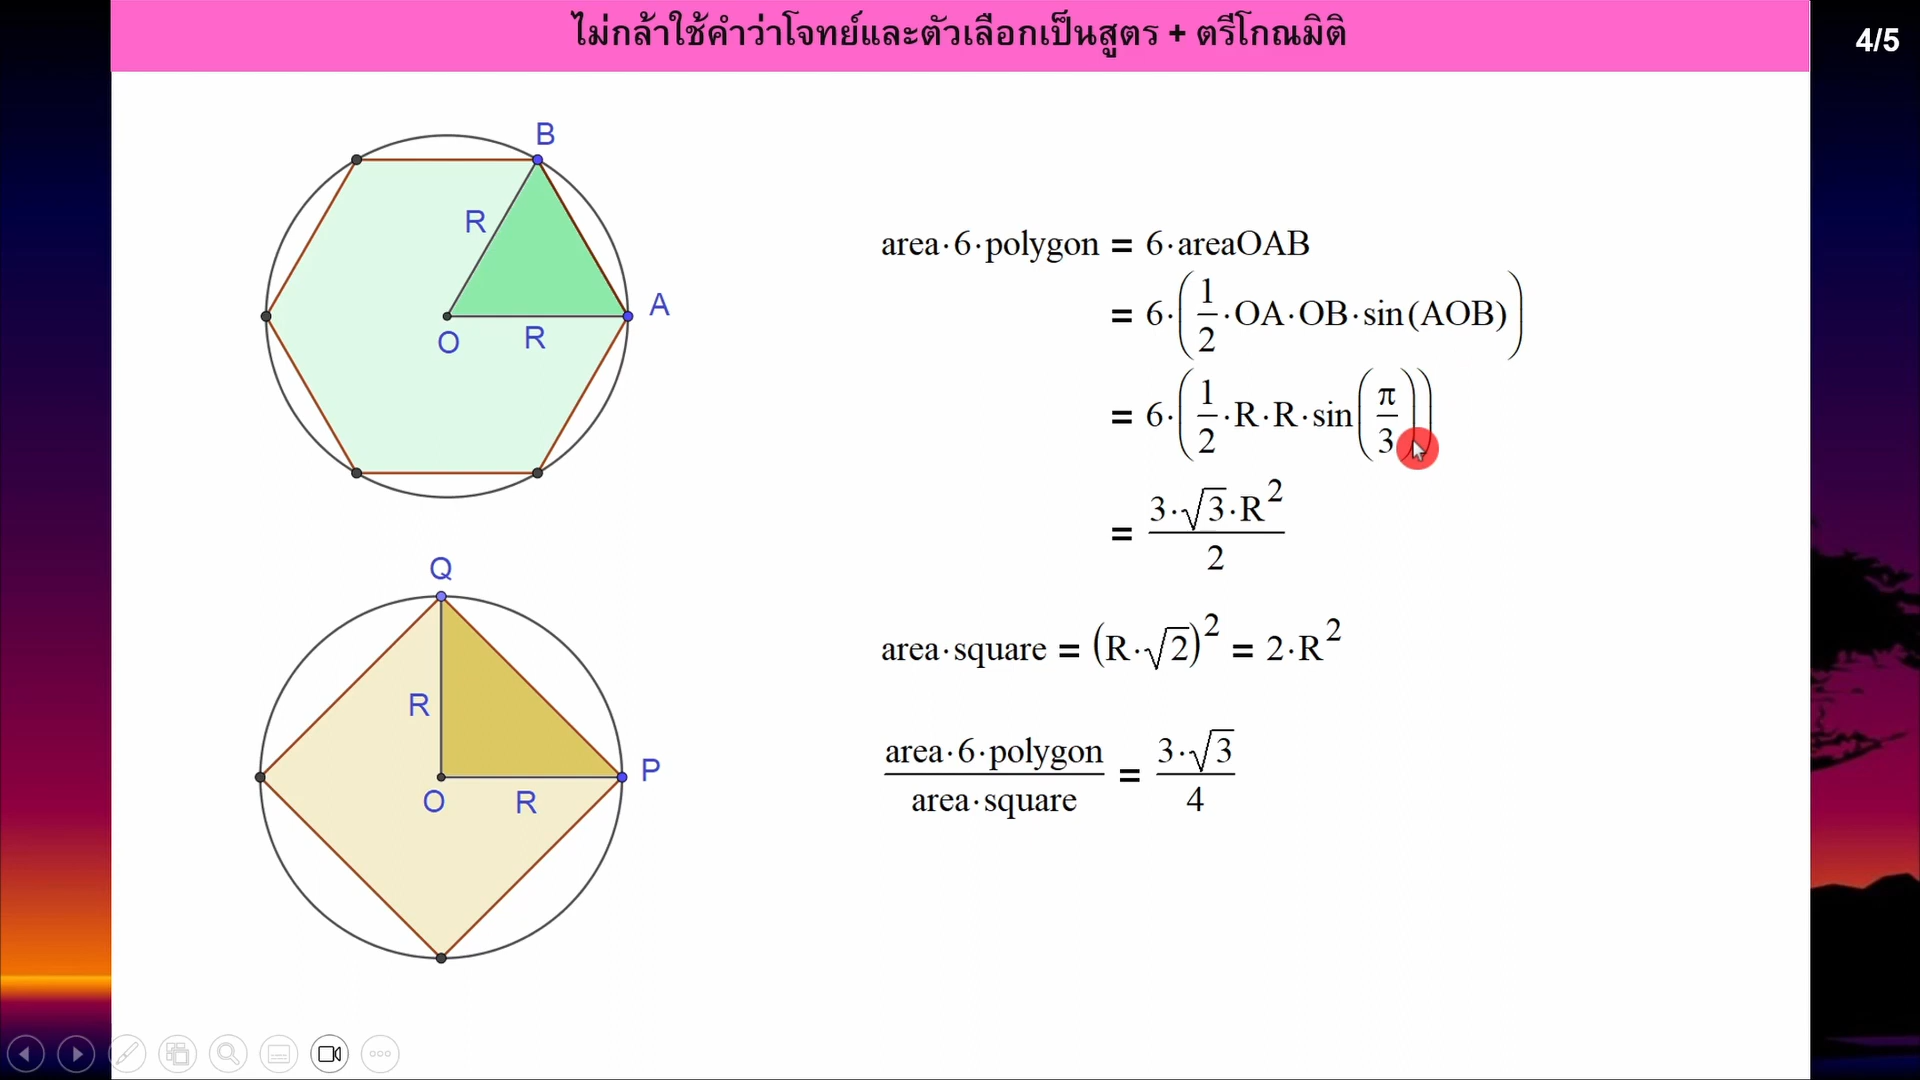 ไม่กล้าใช้คำว่าโจทย์และตัวเลือกเป็นสูตร + ตรีโกณมิติ
4/5
B
R
A
O
R
area·6·polygon = 6·areaOAB
= 6·(1/2·OA·OB·sin(AOB))
= 6·(1/2·R·R·sin(π/3))
= 3·√3·R²/2
Q
R
P
O
R
area·square = (R·√2)² = 2·R²
area·6·polygon/area·square = 3·√3/4